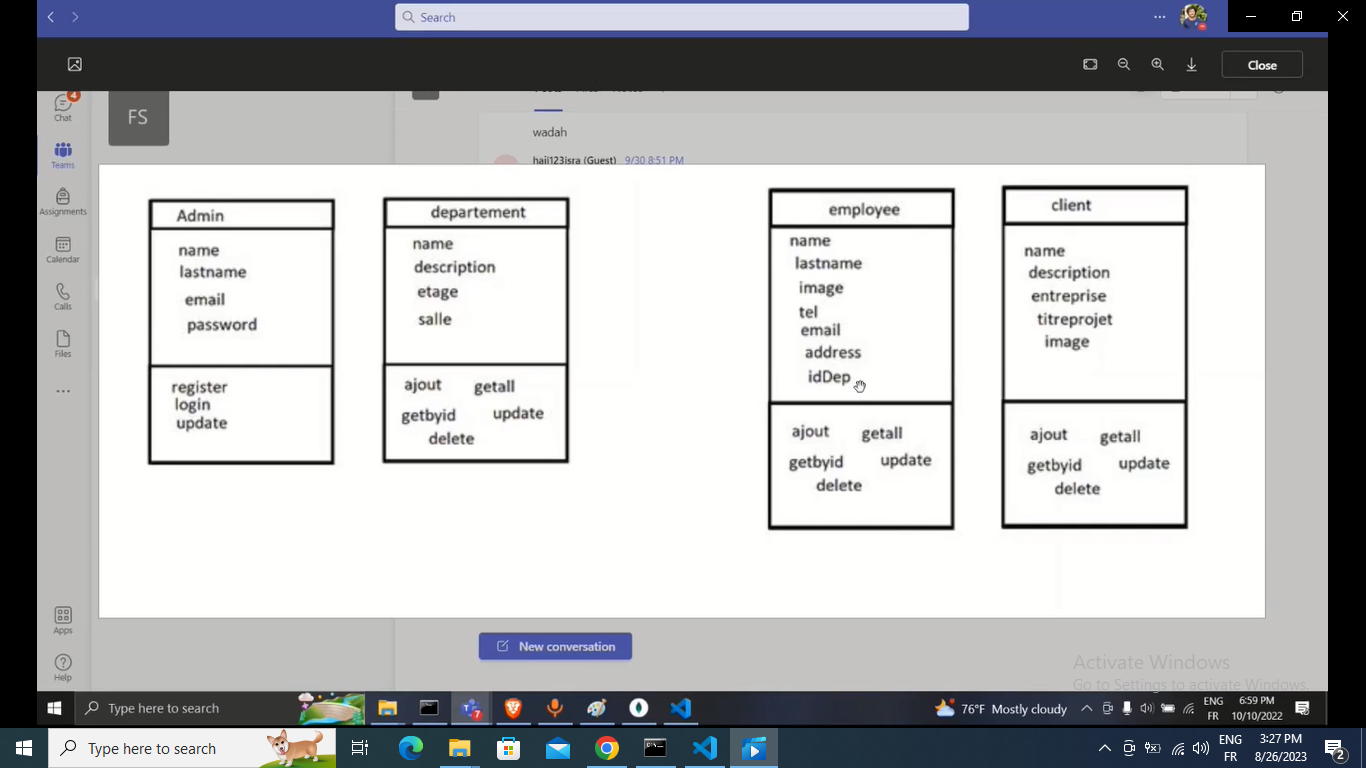 Search
Close
4
Chat
FS
wadah
Teams
haii123isra (Guest) 9/30 8:51 PM
Assignments
Calendar
Calls
Files
Apps
Help
Admin
name
lastname
email
password
register
login
update
departement
name
description
etage
salle
ajout getall
getbyid update
delete
employee
name
lastname
image
tel
email
address
idDep
ajout getall
getbyid update
delete
client
name
description
entreprise
titreprojet
image
ajout getall
getbyid update
delete
New conversation
Activate Windows
Go to Settings to activate Windows.
Type here to search
7
76°F Mostly cloudy
ENG
FR
6:59 PM
10/10/2022
Type here to search
ENG
FR
3:27 PM
8/26/2023
2